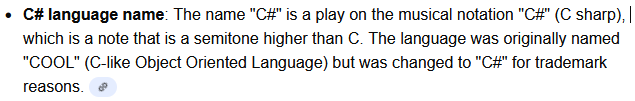 • C# language name: The name "C#" is a play on the musical notation "C#" (C sharp),
which is a note that is a semitone higher than C. The language was originally named
"COOL" (C-like Object Oriented Language) but was changed to "C#" for trademark
reasons.